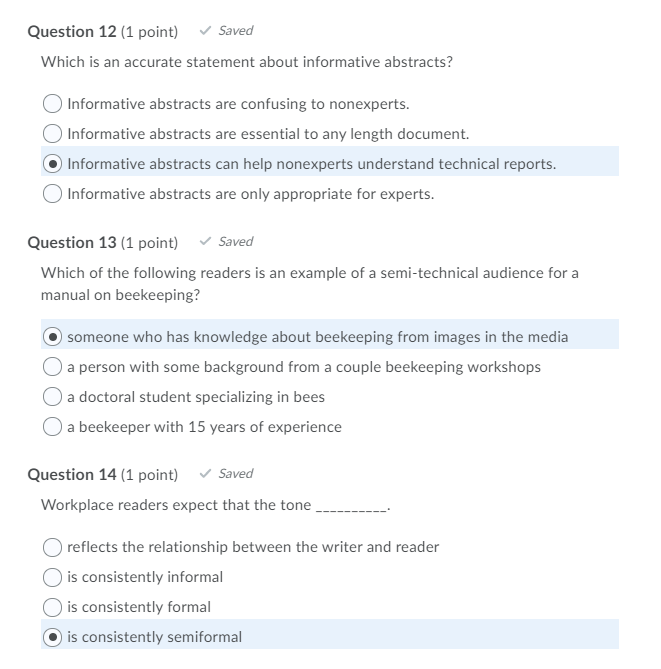 Question 12 (1 point) ✓ Saved
Which is an accurate statement about informative abstracts?
Informative abstracts are confusing to nonexperts.
Informative abstracts are essential to any length document.
Informative abstracts can help nonexperts understand technical reports.
Informative abstracts are only appropriate for experts.
Question 13 (1 point) ✓ Saved
Which of the following readers is an example of a semi-technical audience for a
manual on beekeeping?
someone who has knowledge about beekeeping from images in the media
a person with some background from a couple beekeeping workshops
a doctoral student specializing in bees
a beekeeper with 15 years of experience
Question 14 (1 point) ✓ Saved
Workplace readers expect that the tone __________.
reflects the relationship between the writer and reader
is consistently informal
is consistently formal
is consistently semiformal